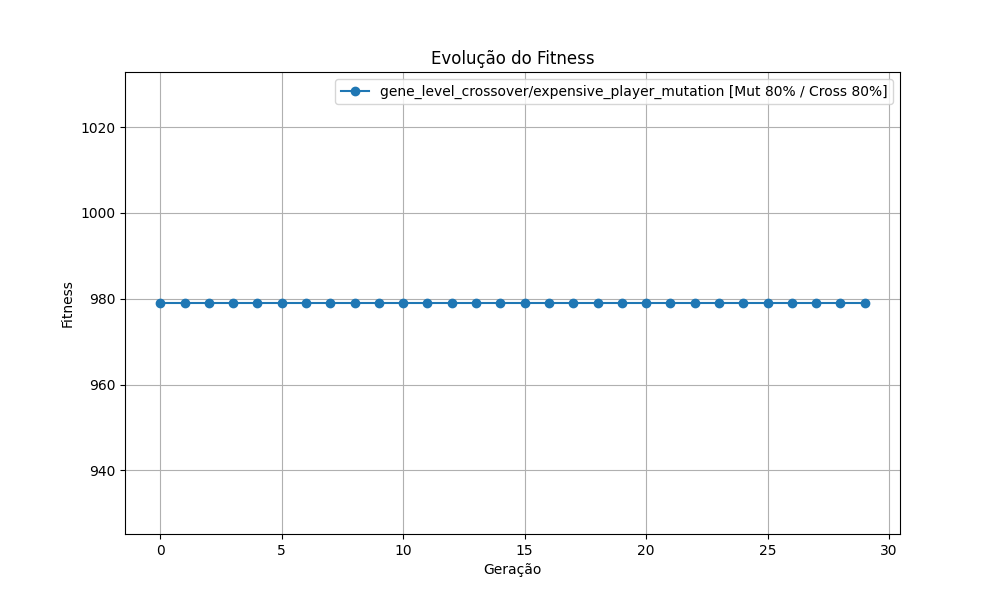 Evolução do Fitness
gene_level_crossover/expensive_player_mutation [Mut 80% / Cross 80%]
Fitness
1020
1000
980
960
940
0 5 10 15 20 25 30
Geração